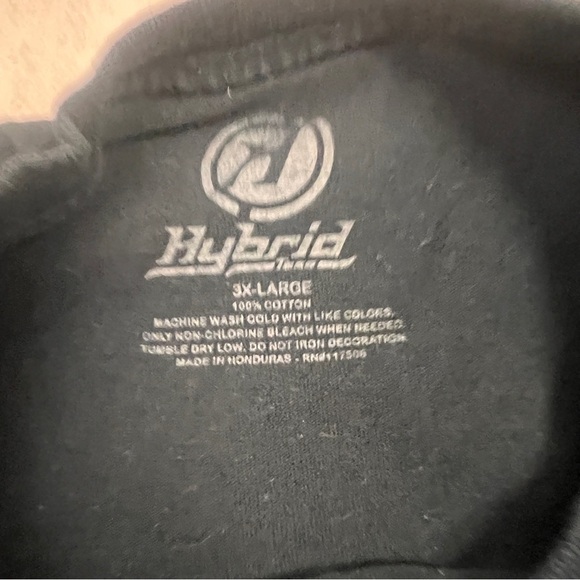 Hybrid
Tees
3X-LARGE
100% COTTON
MACHINE WASH COLD WITH LIKE COLORS.
ONLY NON-CHLORINE BLEACH WHEN NEEDED.
TUMBLE DRY LOW. DO NOT IRON DECORATION.
MADE IN HONDURAS - RN#117506